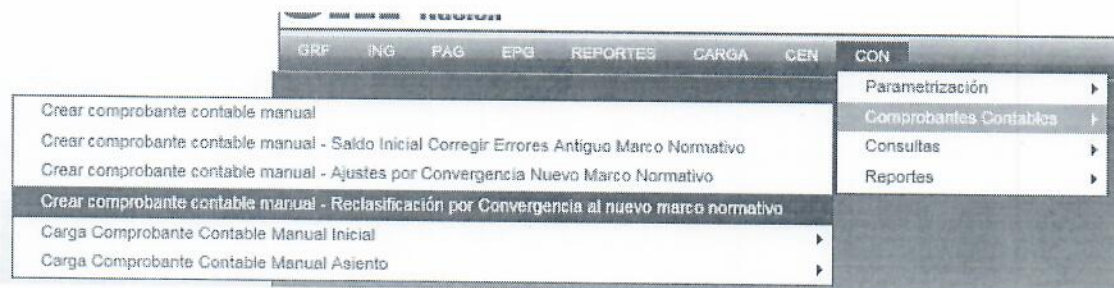 GRF ING PAG EPG REPORTES CARGA CEN CON
Parametrización
Comprobantes Contables
Consultas
Reportes
Crear comprobante contable manual
Crear comprobante contable manual - Saldo Inicial Corregir Errores Antiguo Marco Normativo
Crear comprobante contable manual - Ajustes por Convergencia Nuevo Marco Normativo
Crear comprobante contable manual - Reclasificación por Convergencia al nuevo marco normativo
Carga Comprobante Contable Manual Inicial
Carga Comprobante Contable Manual Asiento